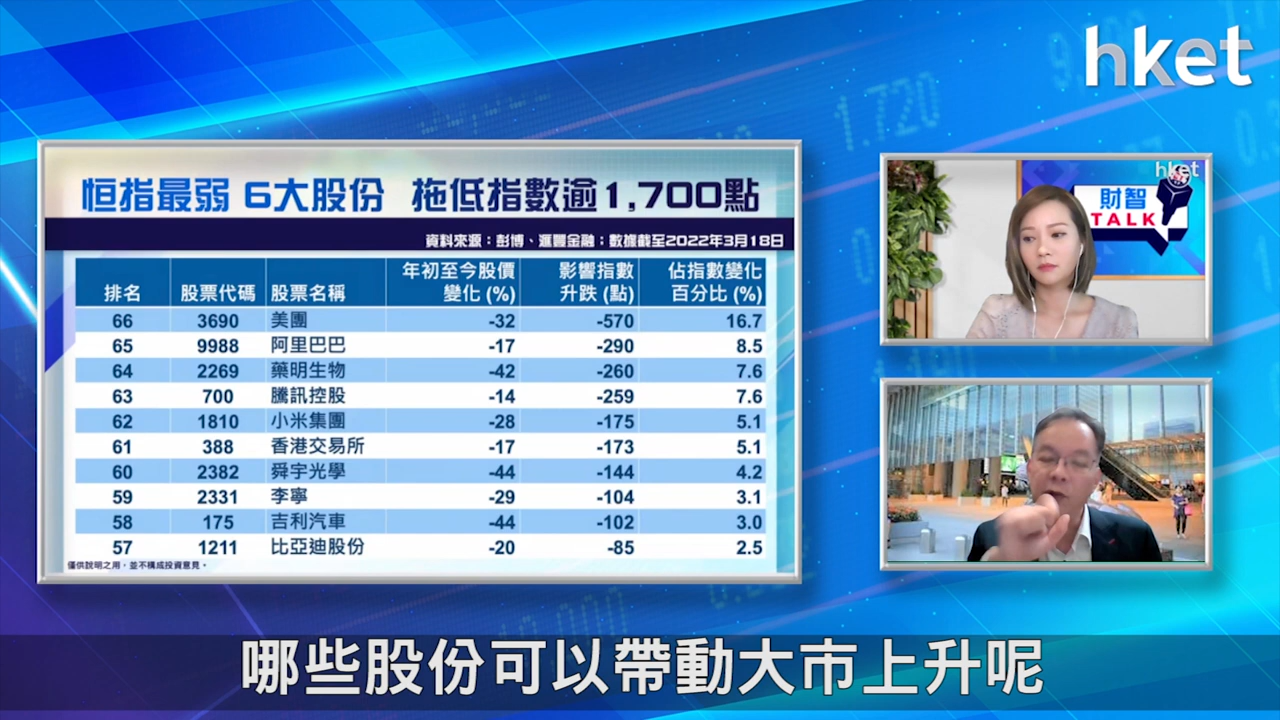 hket
恒指最弱 6大股份 拖低指數逾1,700點
資料來源：彭博、滙豐金融；數據截至2022年3月18日
排名 股票代碼 股票名稱 年初至今股價變化 (%) 影響指數升跌 (點) 佔指數變化百分比 (%)
66 3690 美團 -32 -570 16.7
65 9988 阿里巴巴 -17 -290 8.5
64 2269 藥明生物 -42 -260 7.6
63 700 騰訊控股 -14 -259 7.6
62 1810 小米集團 -28 -175 5.1
61 388 香港交易所 -17 -173 5.1
60 2382 舜宇光學 -44 -144 4.2
59 2331 李寧 -29 -104 3.1
58 175 吉利汽車 -44 -102 3.0
57 1211 比亞迪股份 -20 -85 2.5
僅供說明之用，並不構成投資意見。
hket
財智
TALK
哪些股份可以帶動大市上升呢